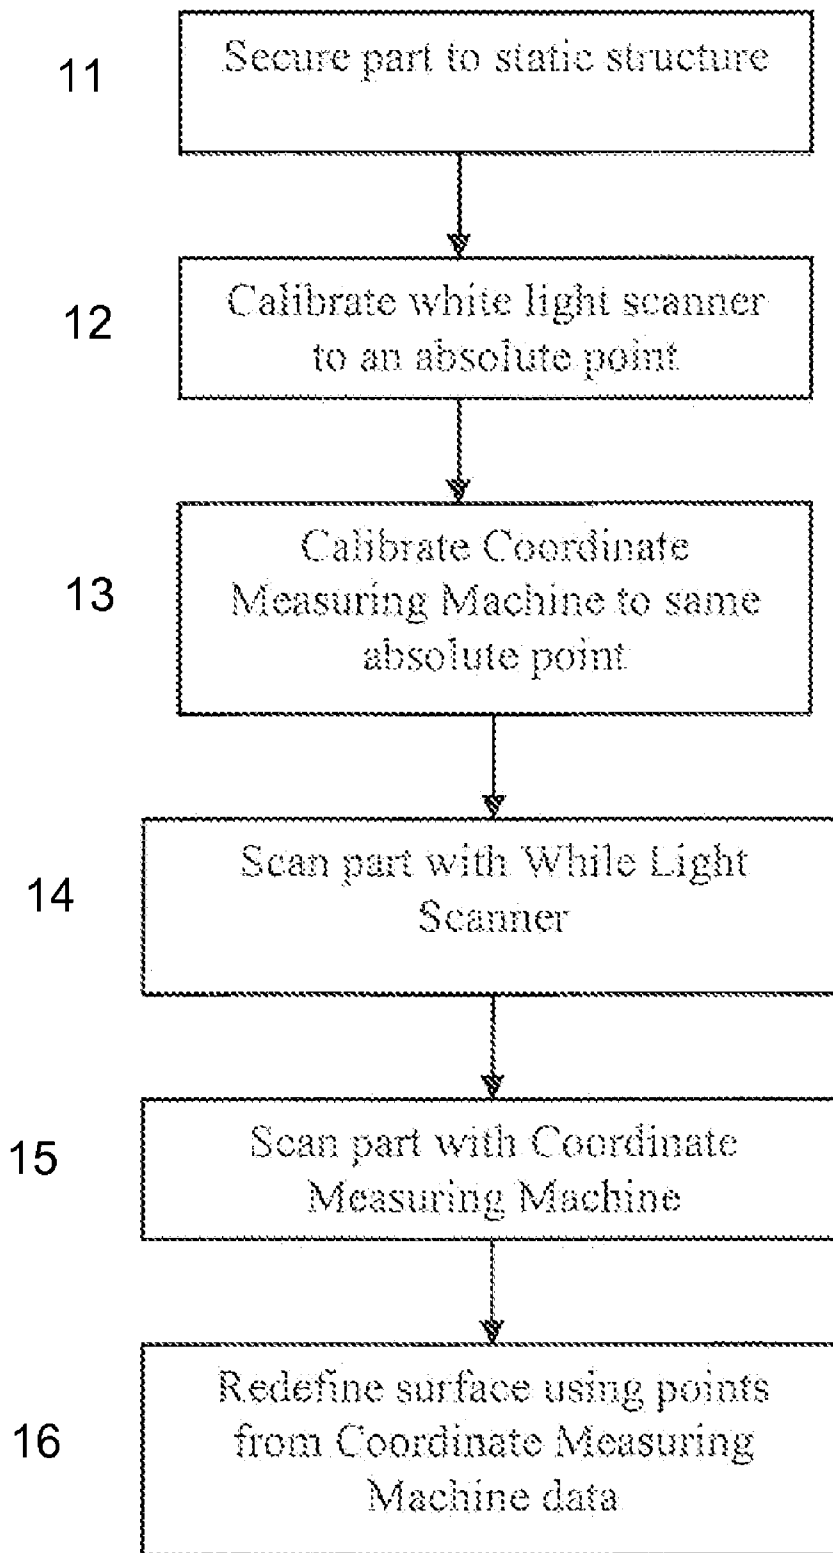 11
Secure part to static structure
12
Calibrate white light scanner
to an absolute point
13
Calibrate Coordinate
Measuring Machine to same
absolute point
14
Scan part with While Light
Scanner
15
Scan part with Coordinate
Measuring Machine
16
Redefine surface using points
from Coordinate Measuring
Machine data